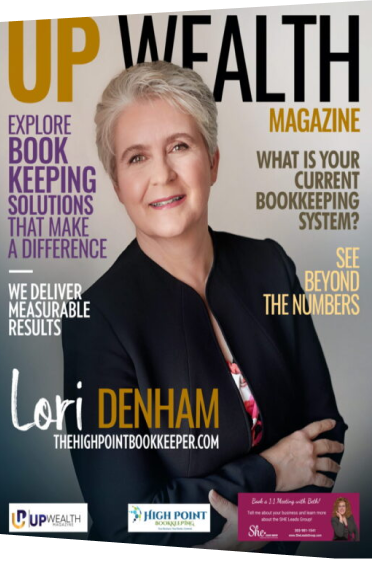 UP WEALTH
MAGAZINE
EXPLORE
BOOK
KEEPING
SOLUTIONS
THAT MAKE
A DIFFERENCE
WE DELIVER
MEASURABLE
RESULTS
WHAT IS YOUR
CURRENT
BOOKKEEPING
SYSTEM?
SEE
BEYOND
THE NUMBERS
Lori DENHAM
THEHIGHPOINTBOOKKEEPER.COM
UPWEALTH
MAGAZINE
HIGH POINT
BOOKKEEPING
Book a 1:1 Meeting with Beth!
Tell me about your business and learn more
about the SHE Leads Group!
She